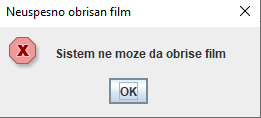 Neuspesno obrisan film
Sistem ne moze da obrise film
OK